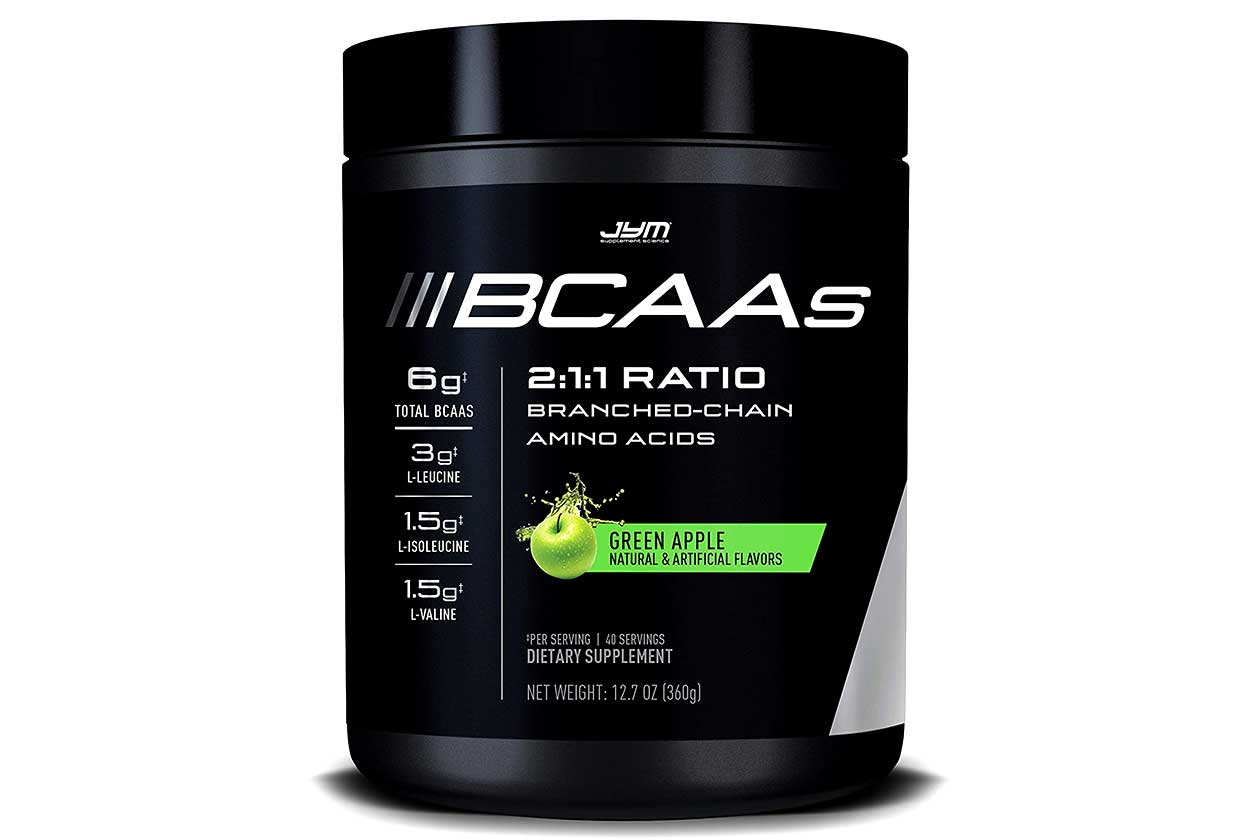 JYM
supplement science
BCAAs
6g‡
TOTAL BCAAS
3g‡
L-LEUCINE
1.5g‡
L-ISOLEUCINE
1.5g‡
L-VALINE
2:1:1 RATIO
BRANCHED-CHAIN
AMINO ACIDS
GREEN APPLE
NATURAL & ARTIFICIAL FLAVORS
‡PER SERVING | 40 SERVINGS
DIETARY SUPPLEMENT
NET WEIGHT: 12.7 OZ (360g)